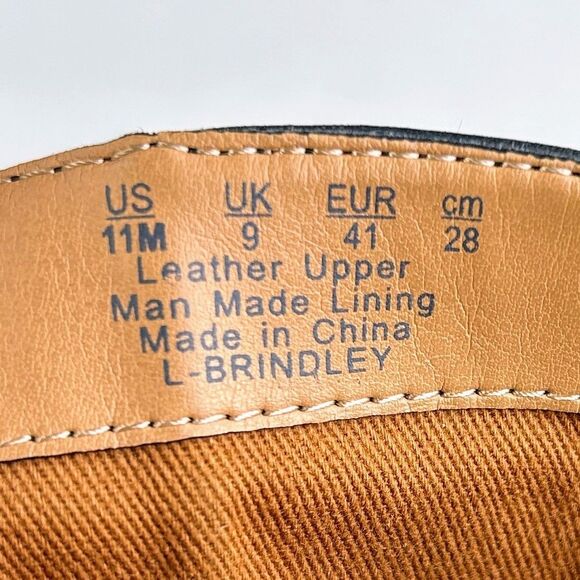 US UK EUR cm
11M 9 41 28
Leather Upper
Man Made Lining
Made in China
L-BRINDLEY